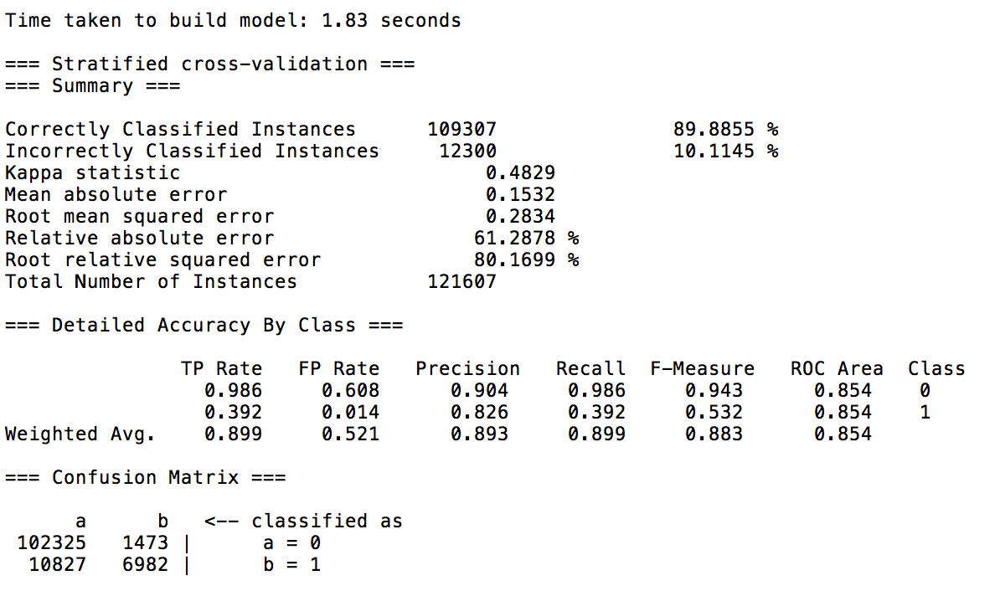 Time taken to build model: 1.83 seconds
=== Stratified cross-validation ===
=== Summary ===
Correctly Classified Instances 109307 89.8855 %
Incorrectly Classified Instances 12300 10.1145 %
Kappa statistic 0.4829
Mean absolute error 0.1532
Root mean squared error 0.2834
Relative absolute error 61.2878 %
Root relative squared error 80.1699 %
Total Number of Instances 121607
=== Detailed Accuracy By Class ===
TP Rate FP Rate Precision Recall F-Measure ROC Area Class
0.986 0.608 0.904 0.986 0.943 0.854 0
0.392 0.014 0.826 0.392 0.532 0.854 1
Weighted Avg. 0.899 0.521 0.893 0.899 0.883 0.854
=== Confusion Matrix ===
a b <-- classified as
102325 1473 | a = 0
10827 6982 | b = 1